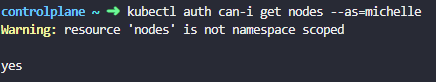 controlplane ~ ➜ kubectl auth can-i get nodes --as=michelle
Warning: resource 'nodes' is not namespace scoped
yes